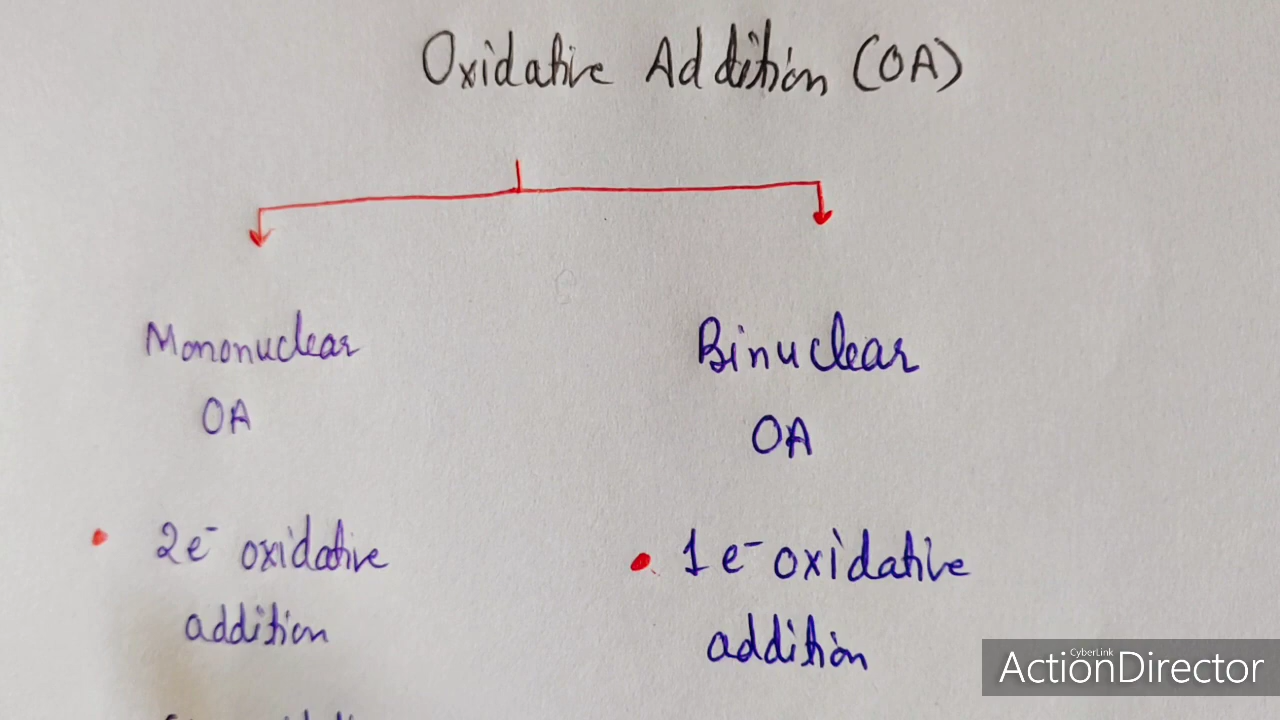 Oxidative Addition (OA)
Mononuclear
OA
• 2e⁻ oxidative
addition
Binuclear
OA
• 1e⁻ oxidative
addition
CyberLink
ActionDirector